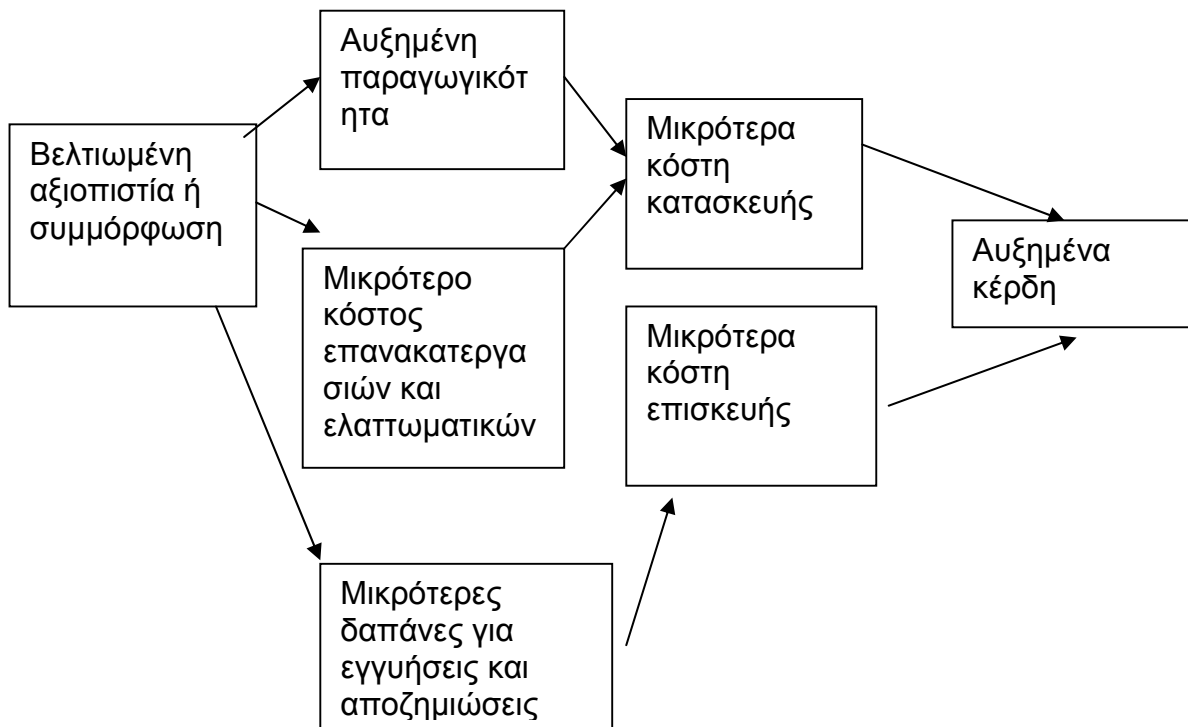 Αυξημένη
παραγωγικότ
ητα
Βελτιωμένη
αξιοπιστία ή
συμμόρφωση
Μικρότερα
κόστη
κατασκευής
Μικρότερο
κόστος
επανακατεργα
σιών και
ελαττωματικών
Αυξημένα
κέρδη
Μικρότερα
κόστη
επισκευής
Μικρότερες
δαπάνες για
εγγυήσεις και
αποζημιώσεις